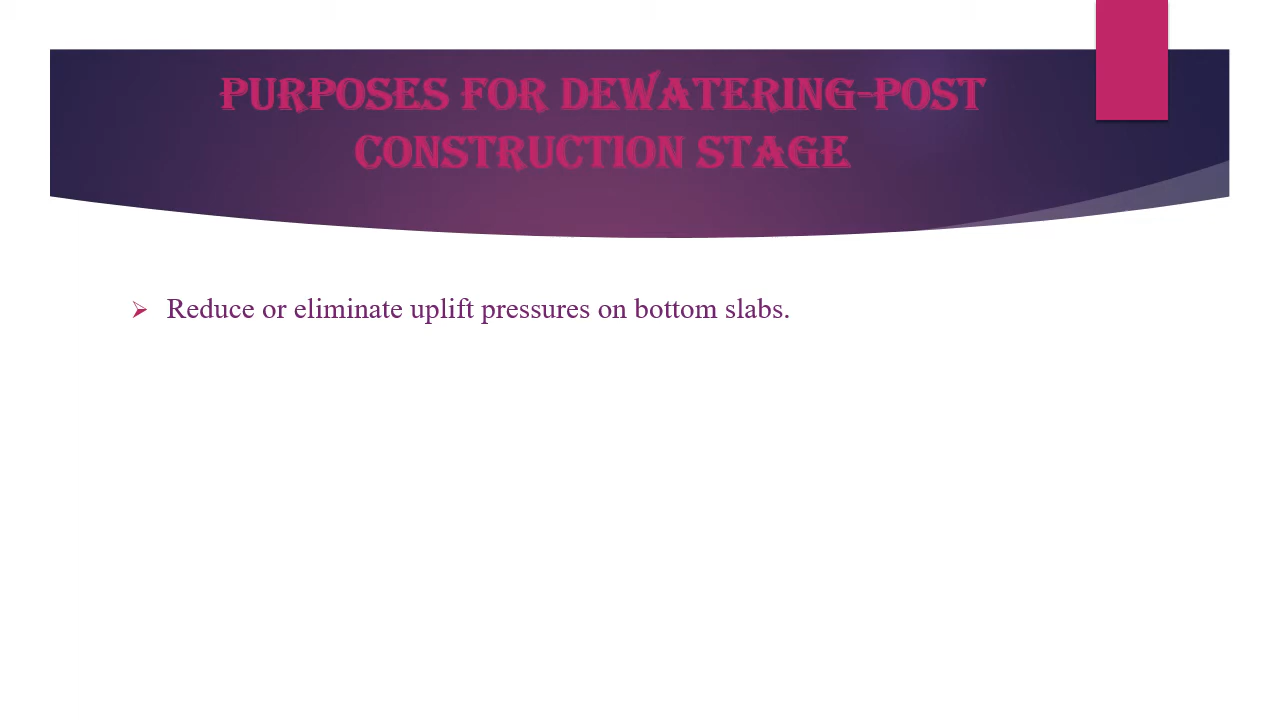 PURPOSES FOR DEWATERING-POST
CONSTRUCTION STAGE
Reduce or eliminate uplift pressures on bottom slabs.